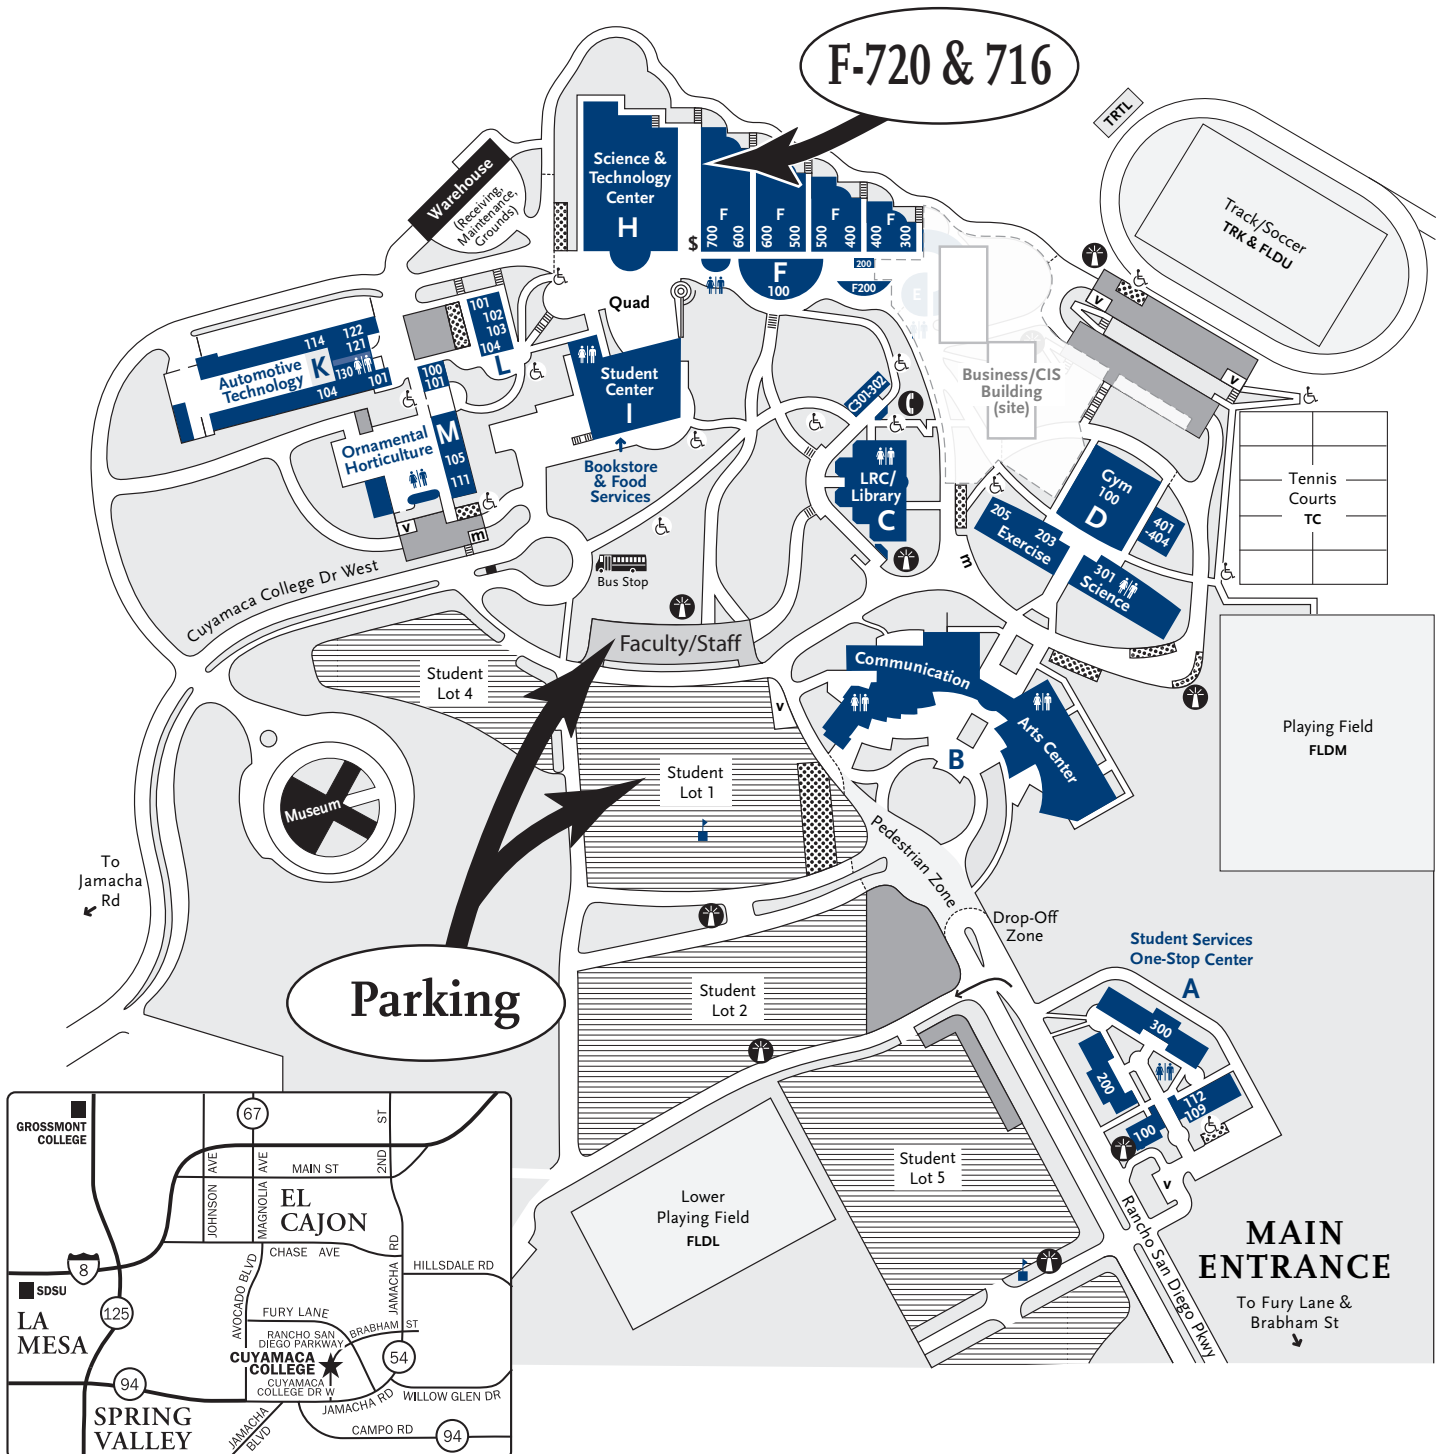 F-720 & 716
TRTL
Track/Soccer
TRK & FLDU
Warehouse
(Receiving,
Maintenance,
Grounds)
Science &
Technology
Center
H
$
F
700
600
F
600
500
F
500
400
F
400
300
F
100
200
F200
E
Quad
101
102
103
104
L
114
122
121
Automotive
Technology
K
130
101
104
100
101
M
Ornamental
Horticulture
105
111
v
m
Student
Center
I
Bookstore
& Food
Services
C301-302
LRC/
Library
C
Business/CIS
Building
(site)
v
v
Tennis
Courts
TC
Gym
100
D
401
-404
205
203
Exercise
301
Science
m
Cuyamaca College Dr West
Bus Stop
Faculty/Staff
Student
Lot 4
v
Communication
Arts Center
B
Playing Field
FLDM
Student
Lot 1
Museum
Pedestrian Zone
To
Jamacha
Rd
Drop-Off
Zone
Student Services
One-Stop Center
A
300
200
112
109
100
v
Parking
Student
Lot 2
Student
Lot 5
Lower
Playing Field
FLDL
Rancho San Diego Pkwy
MAIN
ENTRANCE
To Fury Lane &
Brabham St
GROSSMONT
COLLEGE
67
JOHNSON AVE
MAGNOLIA AVE
2ND ST
MAIN ST
EL
CAJON
CHASE AVE
8
SDSU
AVOCADO BLVD
JAMACHA RD
HILLSDALE RD
125
LA
MESA
FURY LANE
RANCHO SAN
DIEGO PARKWAY
BRABHAM ST
CUYAMACA
COLLEGE
54
CUYAMACA
COLLEGE DR W
94
JAMACHA RD
WILLOW GLEN DR
SPRING
VALLEY
JAMACHA
BLVD
CAMPO RD
94